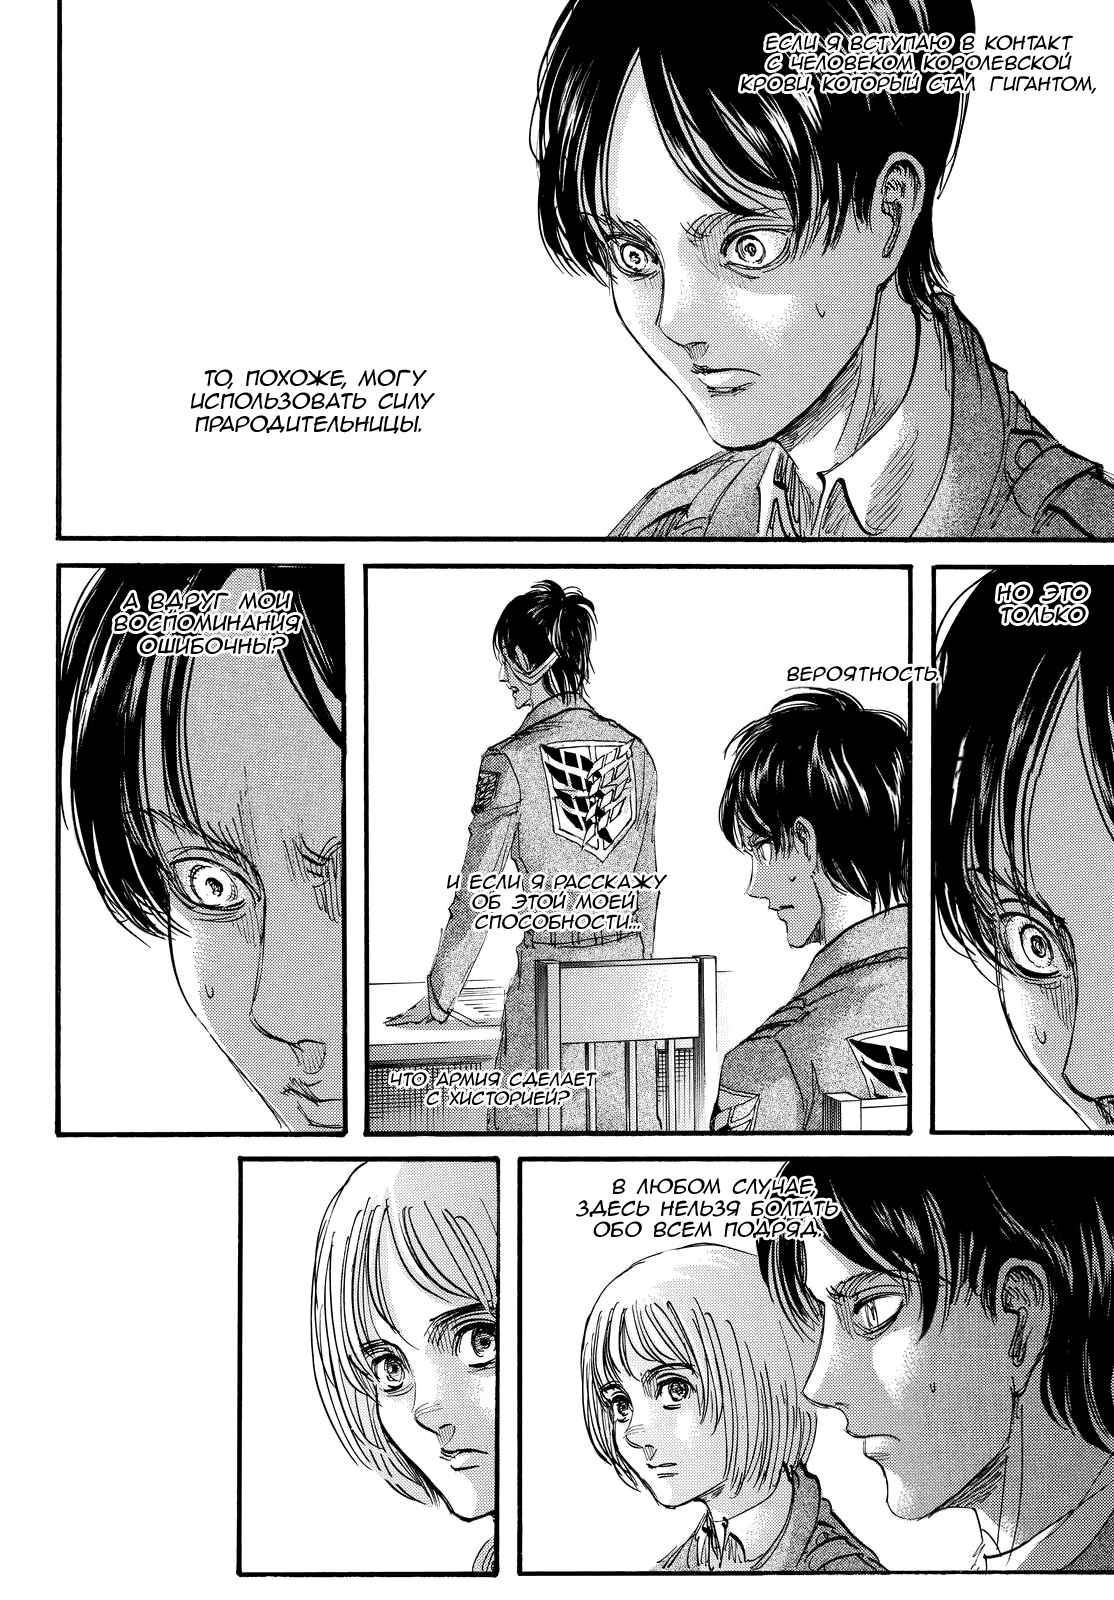 ЕСЛИ Я ВСТУПАЮ В КОНТАКТ
С ЧЕЛОВЕКОМ КОРОЛЕВСКОЙ
КРОВИ, КОТОРЫЙ СТАЛ ГИГАНТОМ,
ТО, ПОХОЖЕ, МОГУ
ИСПОЛЬЗОВАТЬ СИЛУ
ПРАРОДИТЕЛЬНИЦЫ.
НО ЭТО
ТОЛЬКО
ВЕРОЯТНОСТЬ.
И ЕСЛИ Я РАССКАЖУ
ОБ ЭТОЙ МОЕЙ
СПОСОБНОСТИ...
ЧТО АРМИЯ СДЕЛАЕТ
С ХИСТОРИЕЙ?
А ВДРУГ МОИ
ВОСПОМИНАНИЯ
ОШИБОЧНЫ?
В ЛЮБОМ СЛУЧАЕ,
ЗДЕСЬ НЕЛЬЗЯ БОЛТАТЬ
ОБО ВСЕМ ПОДРЯД.